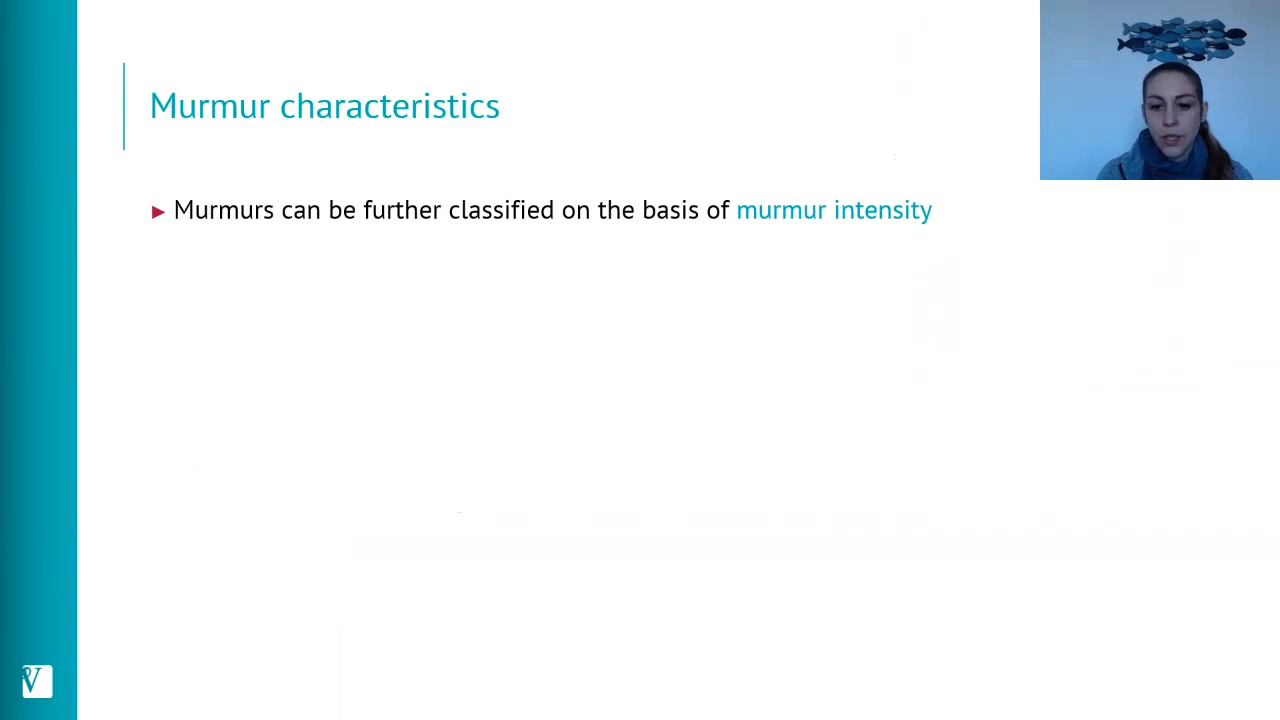 Murmur characteristics
► Murmurs can be further classified on the basis of murmur intensity